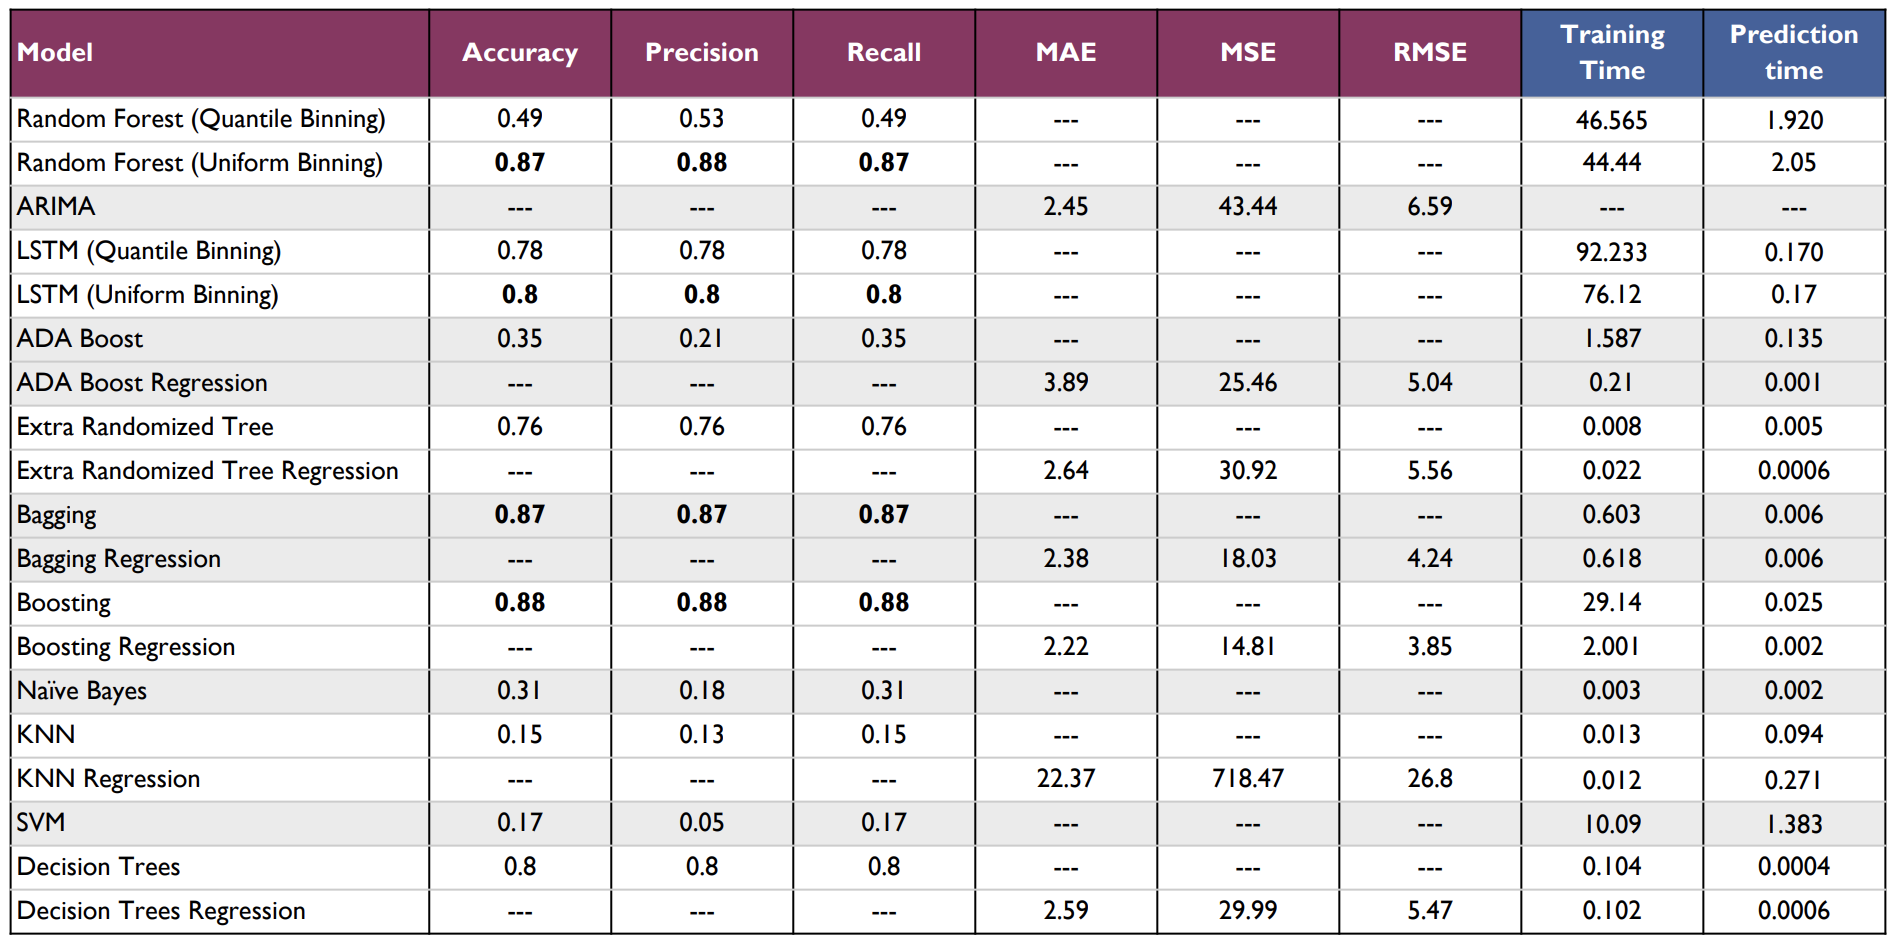 Model Accuracy Precision Recall MAE MSE RMSE Training Time Prediction time
Random Forest (Quantile Binning) 0.49 0.53 0.49 --- --- --- 46.565 1.920
Random Forest (Uniform Binning) 0.87 0.88 0.87 --- --- --- 44.44 2.05
ARIMA --- --- --- 2.45 43.44 6.59 --- ---
LSTM (Quantile Binning) 0.78 0.78 0.78 --- --- --- 92.233 0.170
LSTM (Uniform Binning) 0.8 0.8 0.8 --- --- --- 76.12 0.17
ADA Boost 0.35 0.21 0.35 --- --- --- 1.587 0.135
ADA Boost Regression --- --- --- 3.89 25.46 5.04 0.21 0.001
Extra Randomized Tree 0.76 0.76 0.76 --- --- --- 0.008 0.005
Extra Randomized Tree Regression --- --- --- 2.64 30.92 5.56 0.022 0.0006
Bagging 0.87 0.87 0.87 --- --- --- 0.603 0.006
Bagging Regression --- --- --- 2.38 18.03 4.24 0.618 0.006
Boosting 0.88 0.88 0.88 --- --- --- 29.14 0.025
Boosting Regression --- --- --- 2.22 14.81 3.85 2.001 0.002
Naïve Bayes 0.31 0.18 0.31 --- --- --- 0.003 0.002
KNN 0.15 0.13 0.15 --- --- --- 0.013 0.094
KNN Regression --- --- --- 22.37 718.47 26.8 0.012 0.271
SVM 0.17 0.05 0.17 --- --- --- 10.09 1.383
Decision Trees 0.8 0.8 0.8 --- --- --- 0.104 0.0004
Decision Trees Regression --- --- --- 2.59 29.99 5.47 0.102 0.0006